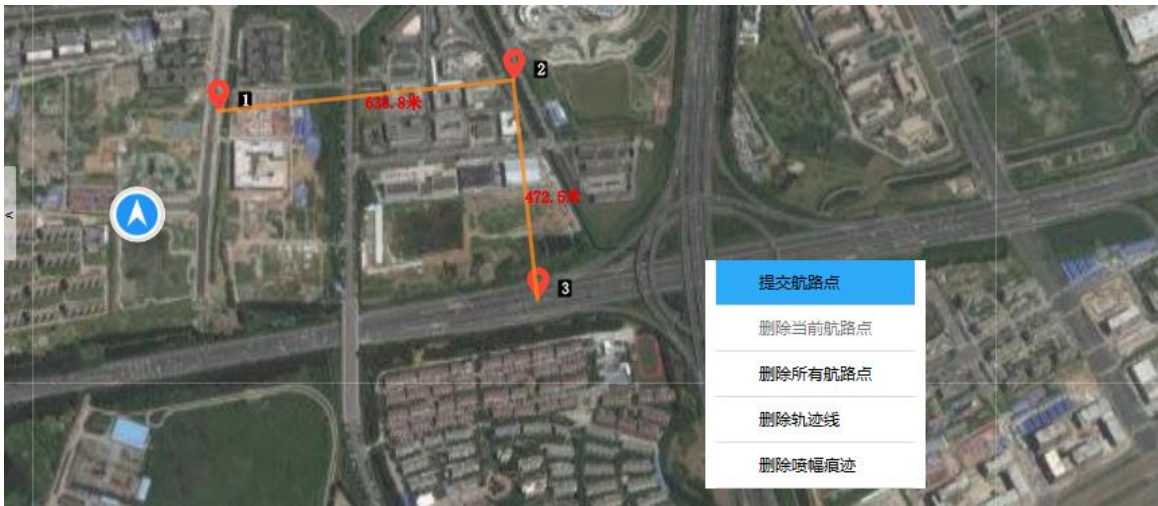 1
2
638.8米
472.5米
3
<
提交航路点
删除当前航路点
删除所有航路点
删除轨迹线
删除喷幅痕迹